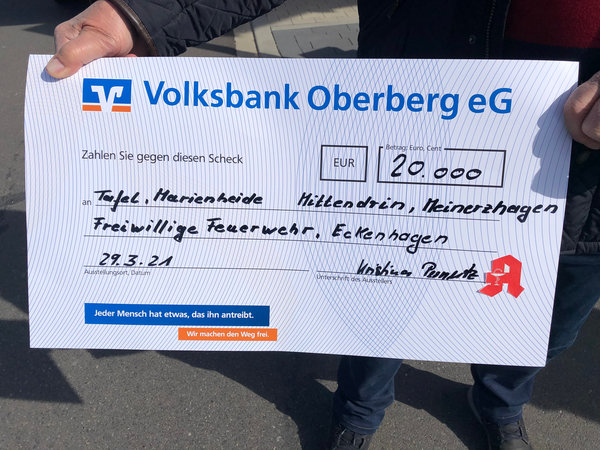 Volksbank Oberberg eG
Zahlen Sie gegen diesen Scheck
EUR
Betrag: Euro, Cent
20.000
an Tafel, Marienheide Mittendrin, Meinerzhagen
Freiwillige Feuerwehr, Eckenhagen
29.3.21
Ausstellungsort, Datum
Unterschrift des Ausstellers
Jeder Mensch hat etwas, das ihn antreibt.
Wir machen den Weg frei.